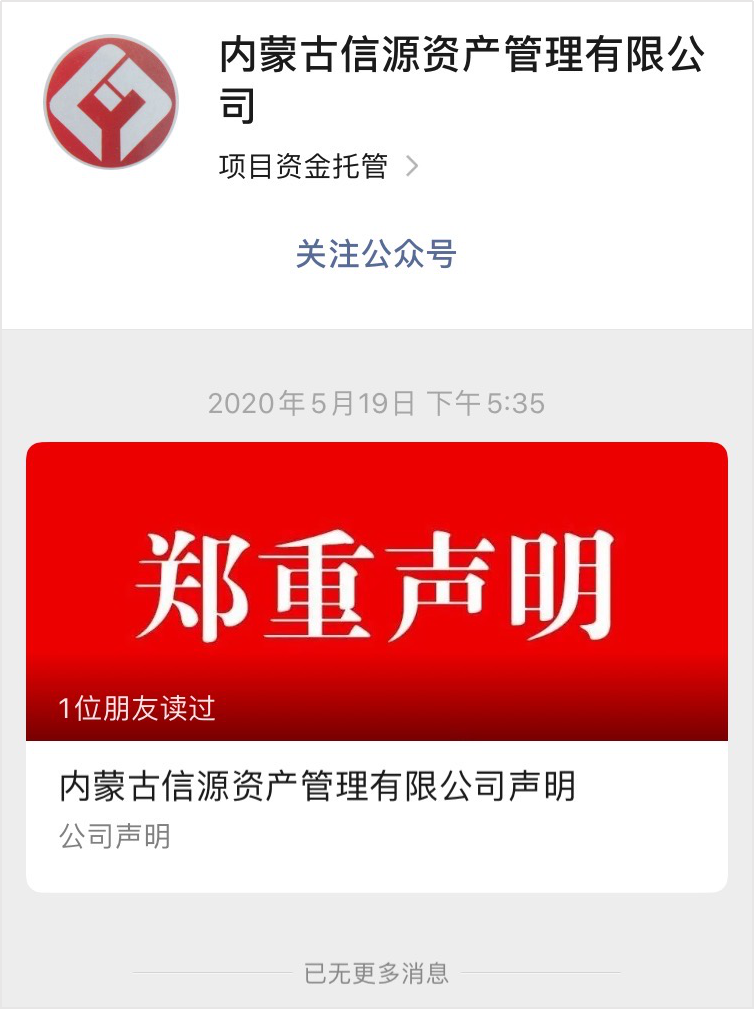 内蒙古信源资产管理有限公
司
项目资金托管
关注公众号
2020年5月19日 下午5:35
郑重声明
1位朋友读过
内蒙古信源资产管理有限公司声明
公司声明
已无更多消息